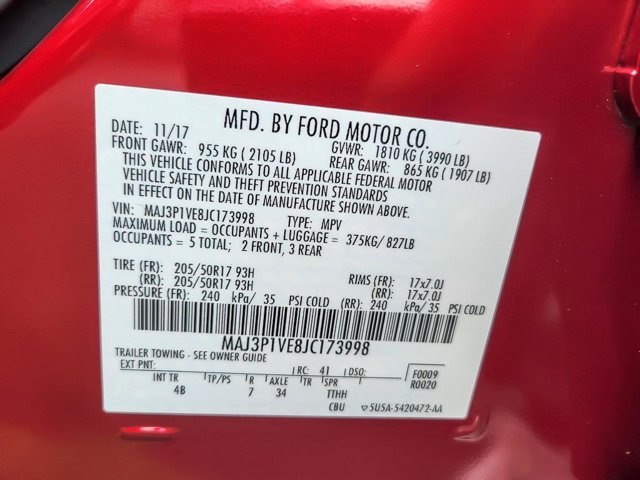 MFD. BY FORD MOTOR CO.
DATE: 11/17 GVWR: 1810 KG ( 3990 LB)
FRONT GAWR: 955 KG ( 2105 LB) REAR GAWR: 865 KG ( 1907 LB)
THIS VEHICLE CONFORMS TO ALL APPLICABLE FEDERAL MOTOR
VEHICLE SAFETY AND THEFT PREVENTION STANDARDS
IN EFFECT ON THE DATE OF MANUFACTURE SHOWN ABOVE.
VIN: MAJ3P1VE8JC173998 TYPE: MPV
MAXIMUM LOAD = OCCUPANTS + LUGGAGE = 375KG/ 827LB
OCCUPANTS = 5 TOTAL; 2 FRONT, 3 REAR
TIRE (FR): 205/50R17 93H RIMS (FR): 17x7.0J
(RR): 205/50R17 93H (RR): 17x7.0J
PRESSURE (FR): 240 kPa/ 35 PSI COLD (RR): 240 kPa/ 35 PSI COLD
MAJ3P1VE8JC173998
TRAILER TOWING - SEE OWNER GUIDE
EXT PNT: RC: 41 DSO: F0009
R0020
INT TR TP/PS R AXLE TR SPR
4B 7 34 TTHH
CBU 5U5A-5420472-AA